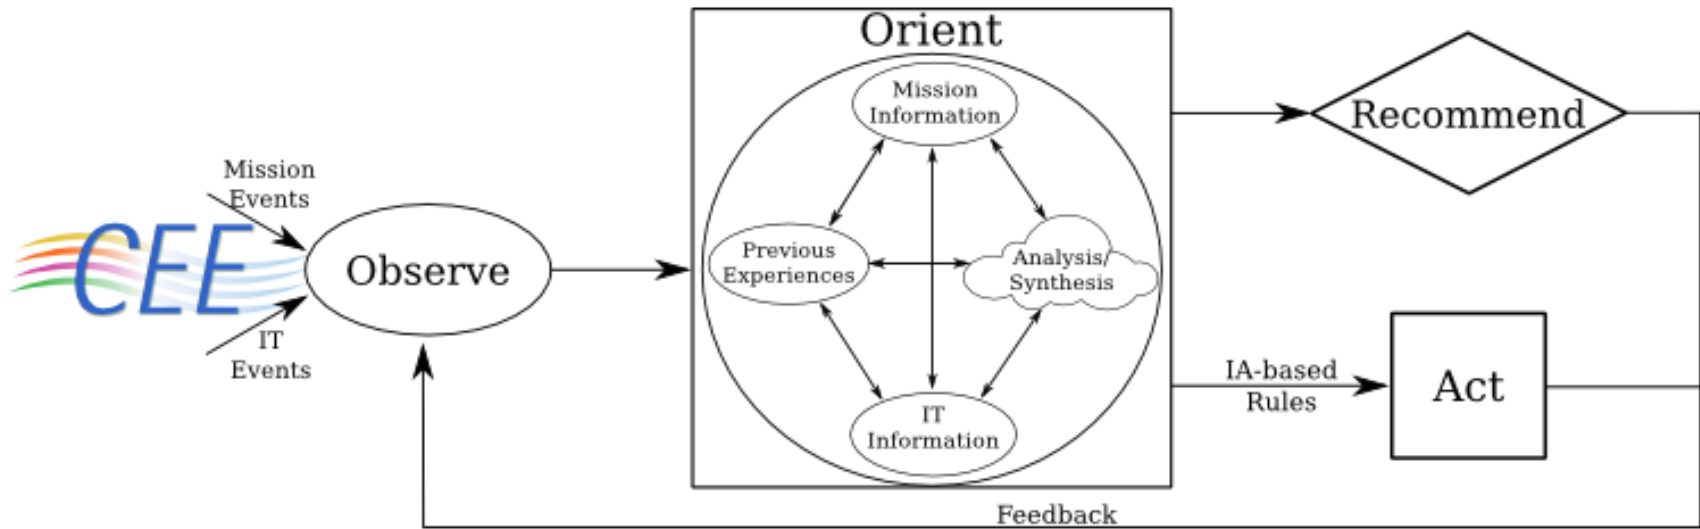 Orient
Mission
Information
Recommend
Mission
Events
CEE
Previous
Experiences
Analysis/
Synthesis
Observe
IT
Events
IA-based
Rules
Act
IT
Information
Feedback